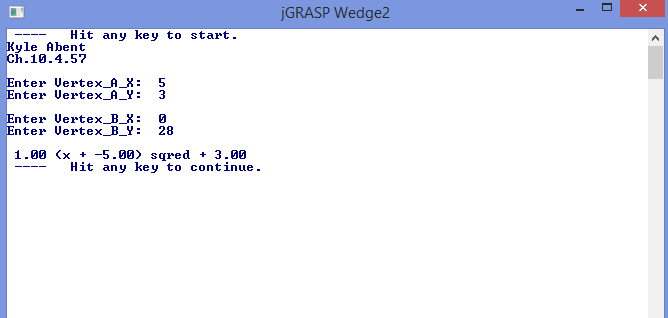 jGRASP Wedge2
---- Hit any key to start.
Kyle Abent
Ch.10.4.57
Enter Vertex_A_X: 5
Enter Vertex_A_Y: 3
Enter Vertex_B_X: 0
Enter Vertex_B_Y: 28
1.00 (x + -5.00) sqred + 3.00
---- Hit any key to continue.